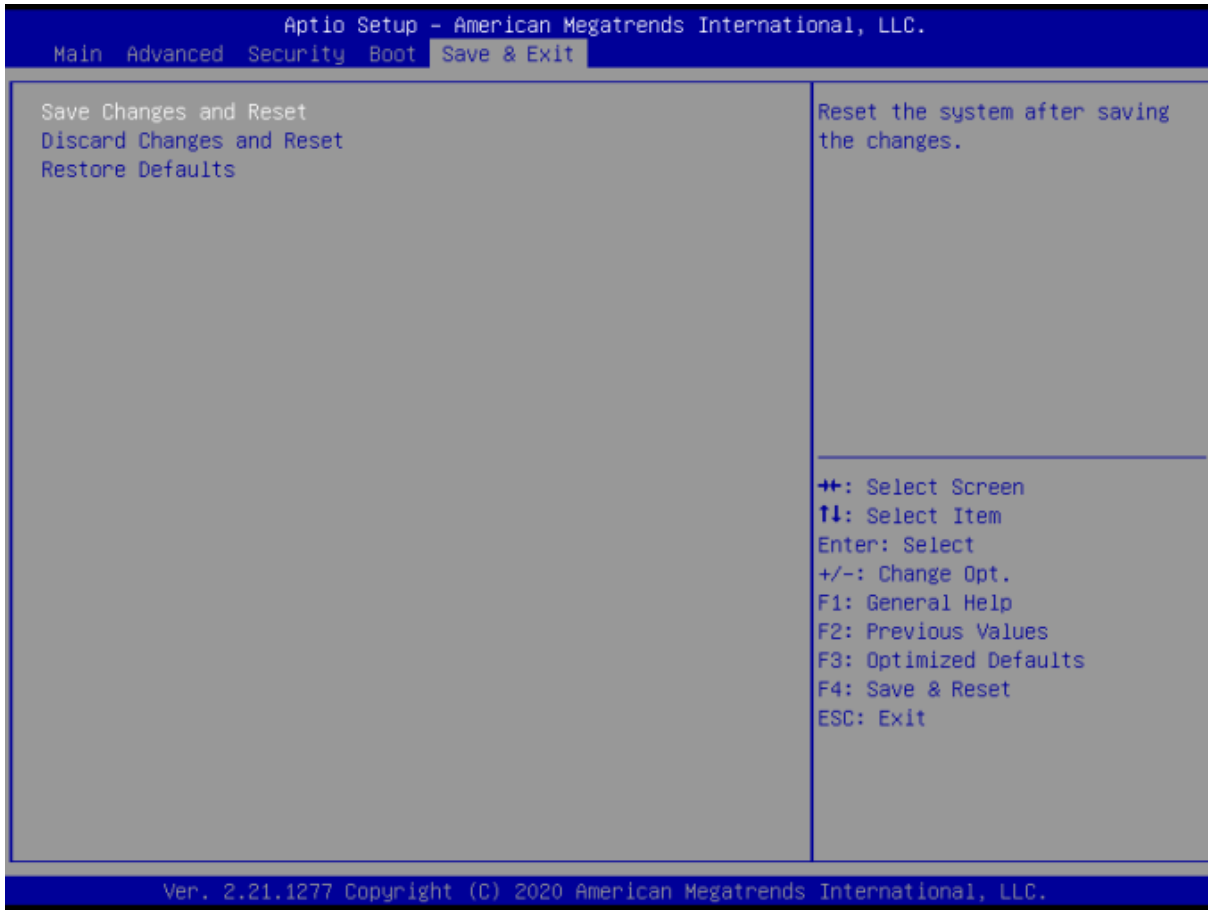 Aptio Setup – American Megatrends International, LLC.
Main Advanced Security Boot Save & Exit
Save Changes and Reset
Discard Changes and Reset
Restore Defaults
Reset the system after saving
the changes.
→←: Select Screen
↑↓: Select Item
Enter: Select
+/-: Change Opt.
F1: General Help
F2: Previous Values
F3: Optimized Defaults
F4: Save & Reset
ESC: Exit
Ver. 2.21.1277 Copyright (C) 2020 American Megatrends International, LLC.